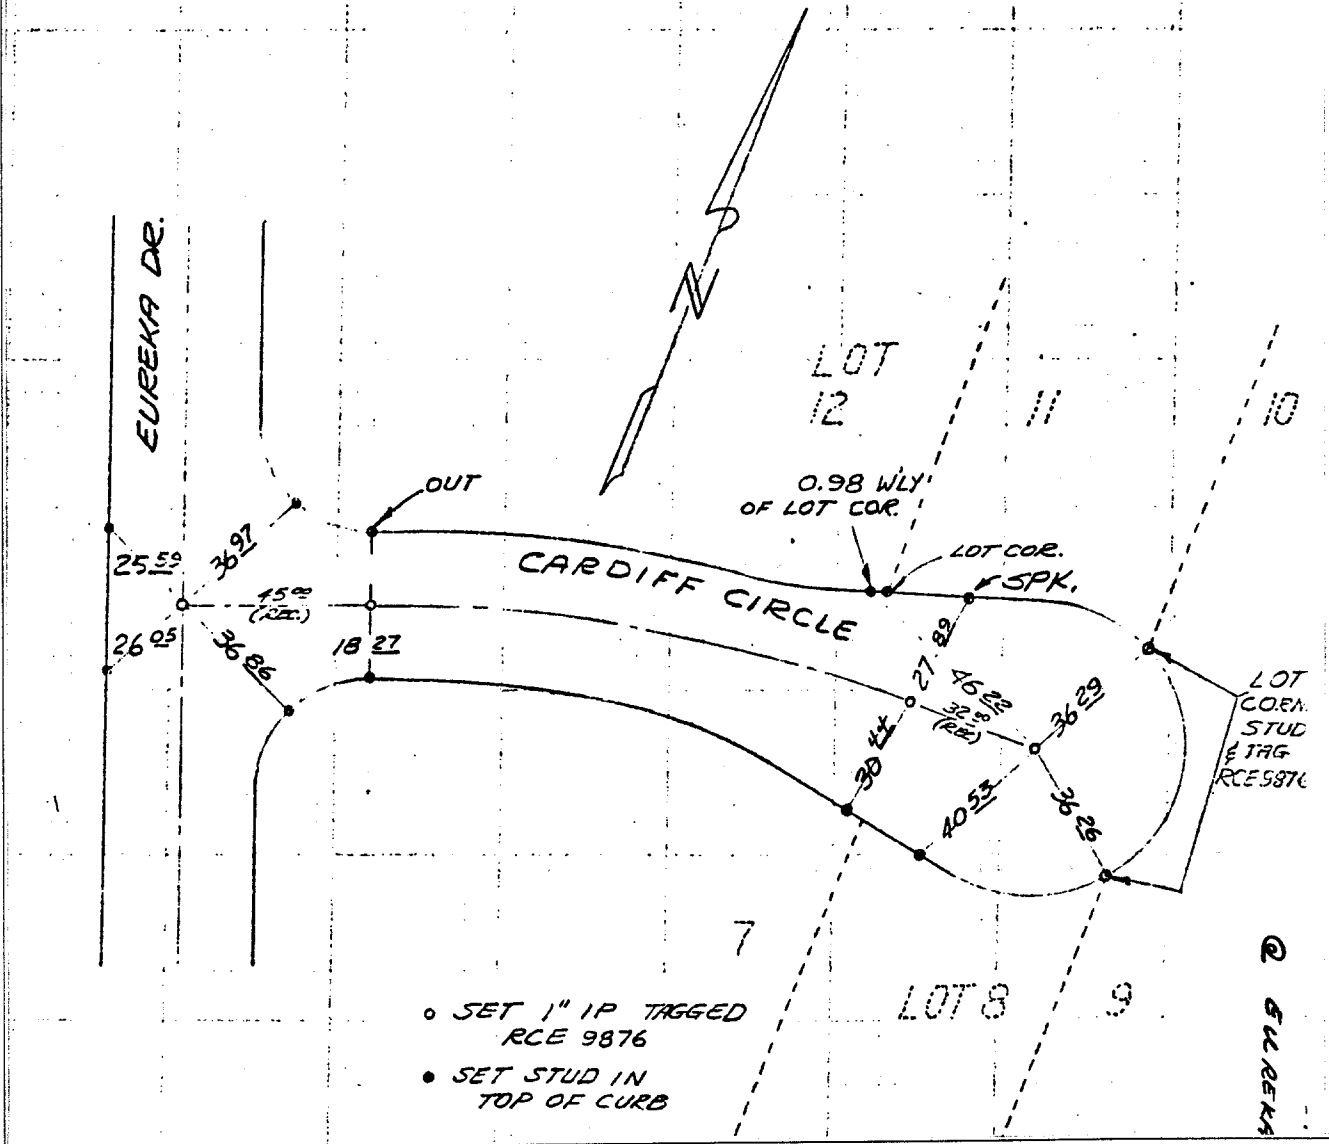 EUREKA DR.
N
LOT
12
11
10
OUT
0.98 WLY
OF LOT COR.
LOT COR.
SPK.
CARDIFF CIRCLE
25 59
36 97
45 00
(REC.)
26 05
36 86
18 27
27 89
46 22
(REC.)
36 29
30 44
40 53
36 26
LOT
CORN.
STUD
& TAG
RCE 9876
7
LOT 8
9
SET 1" IP TAGGED
RCE 9876
SET STUD IN
TOP OF CURB
@ EUREKA